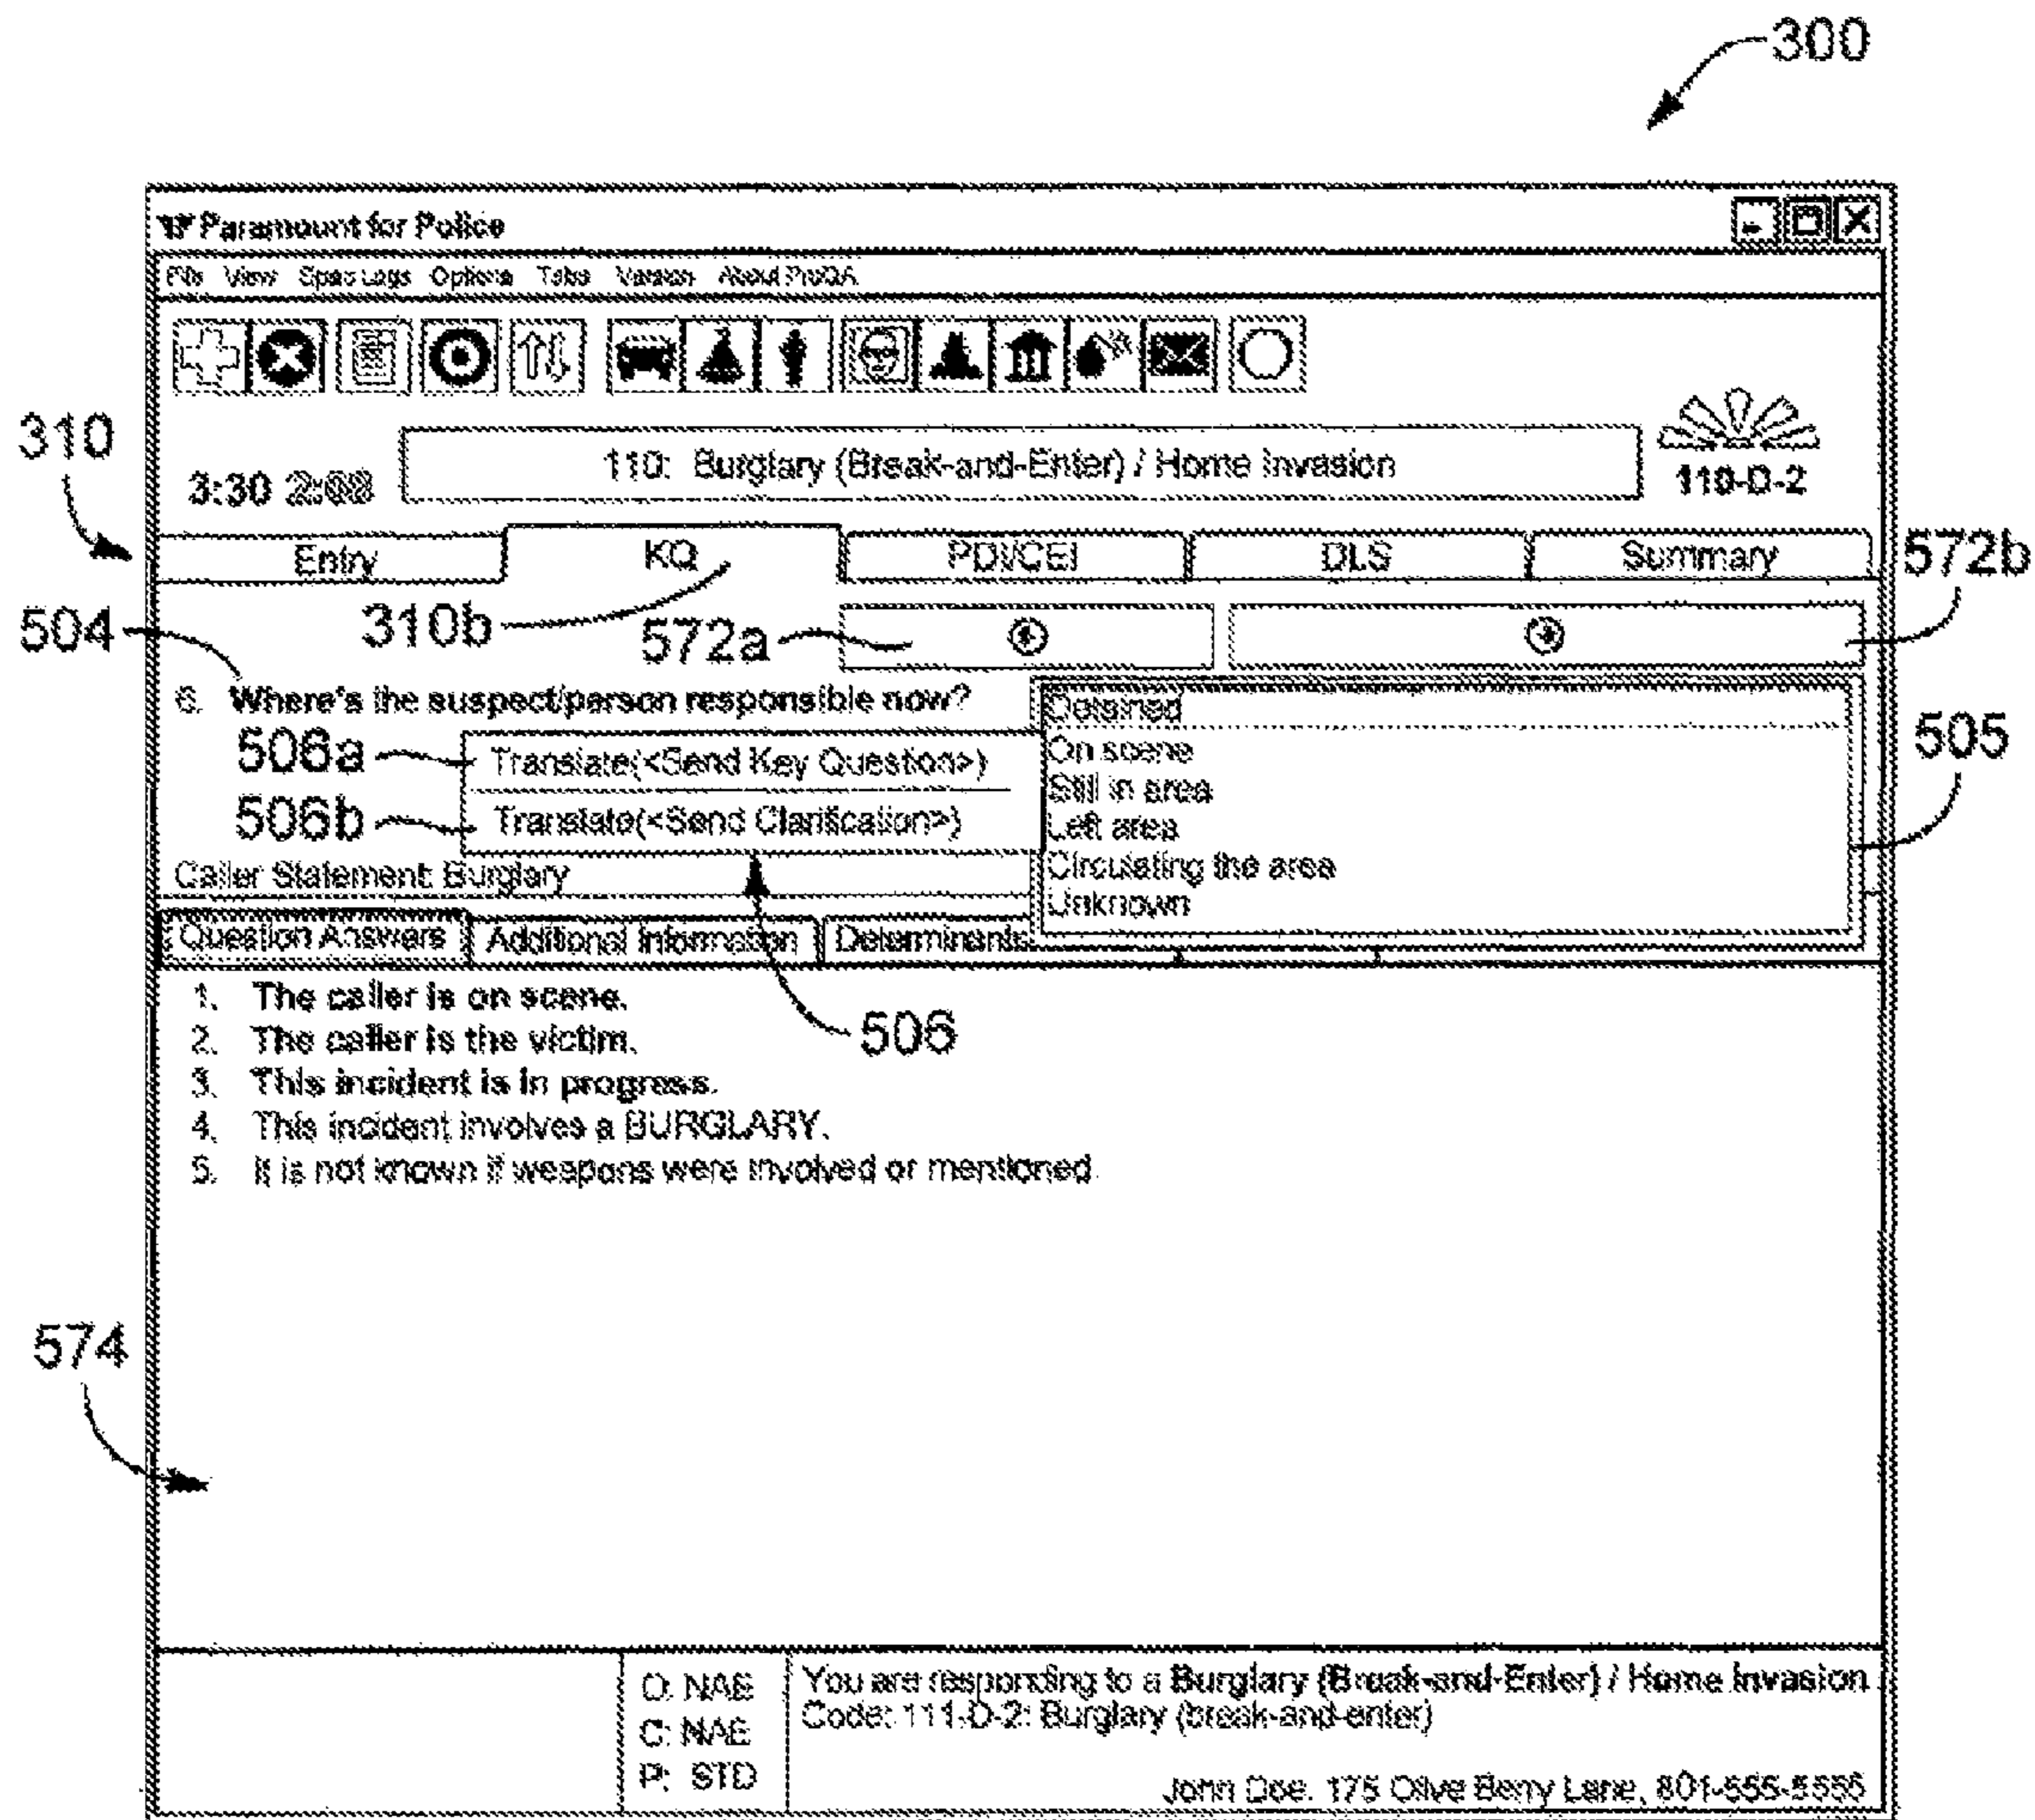 300
Paramount for Police
File View Spec Logs Options Tabs Version About ProQA
310
3:30 2:08
110: Burglary (Break-and-Enter) / Home Invasion
110-D-2
Entry KQ PDI/CEI DLS Summary
572b
504
310b
572a
6. Where's the suspect/person responsible now?
Detained
506a
Translate(<Send Key Question>)
On scene
505
Still in area
506b
Translate(<Send Clarification>)
Left area
Circulating the area
Caller Statement: Burglary
Unknown
Question Answers Additional Information Determinants
1. The caller is on scene.
506
2. The caller is the victim.
3. This incident is in progress.
4. This incident involves a BURGLARY.
5. It is not known if weapons were involved or mentioned.
574
O: NAE
C: NAE
P: STD
You are responding to a Burglary (Break-and-Enter) / Home Invasion
Code: 111-D-2: Burglary (break-and-enter)
John Doe. 175 Olive Berry Lane, 801-555-5555